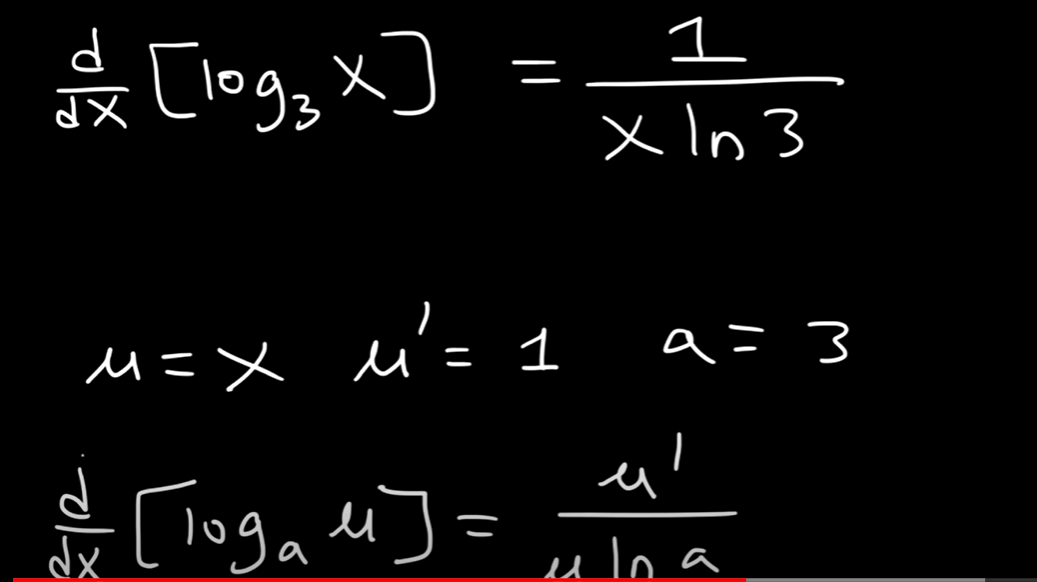 d/dx [log₃ x] = 1/(x ln 3)
u = x u' = 1 a = 3
d/dx [logₐ u] = u'/(u ln a)